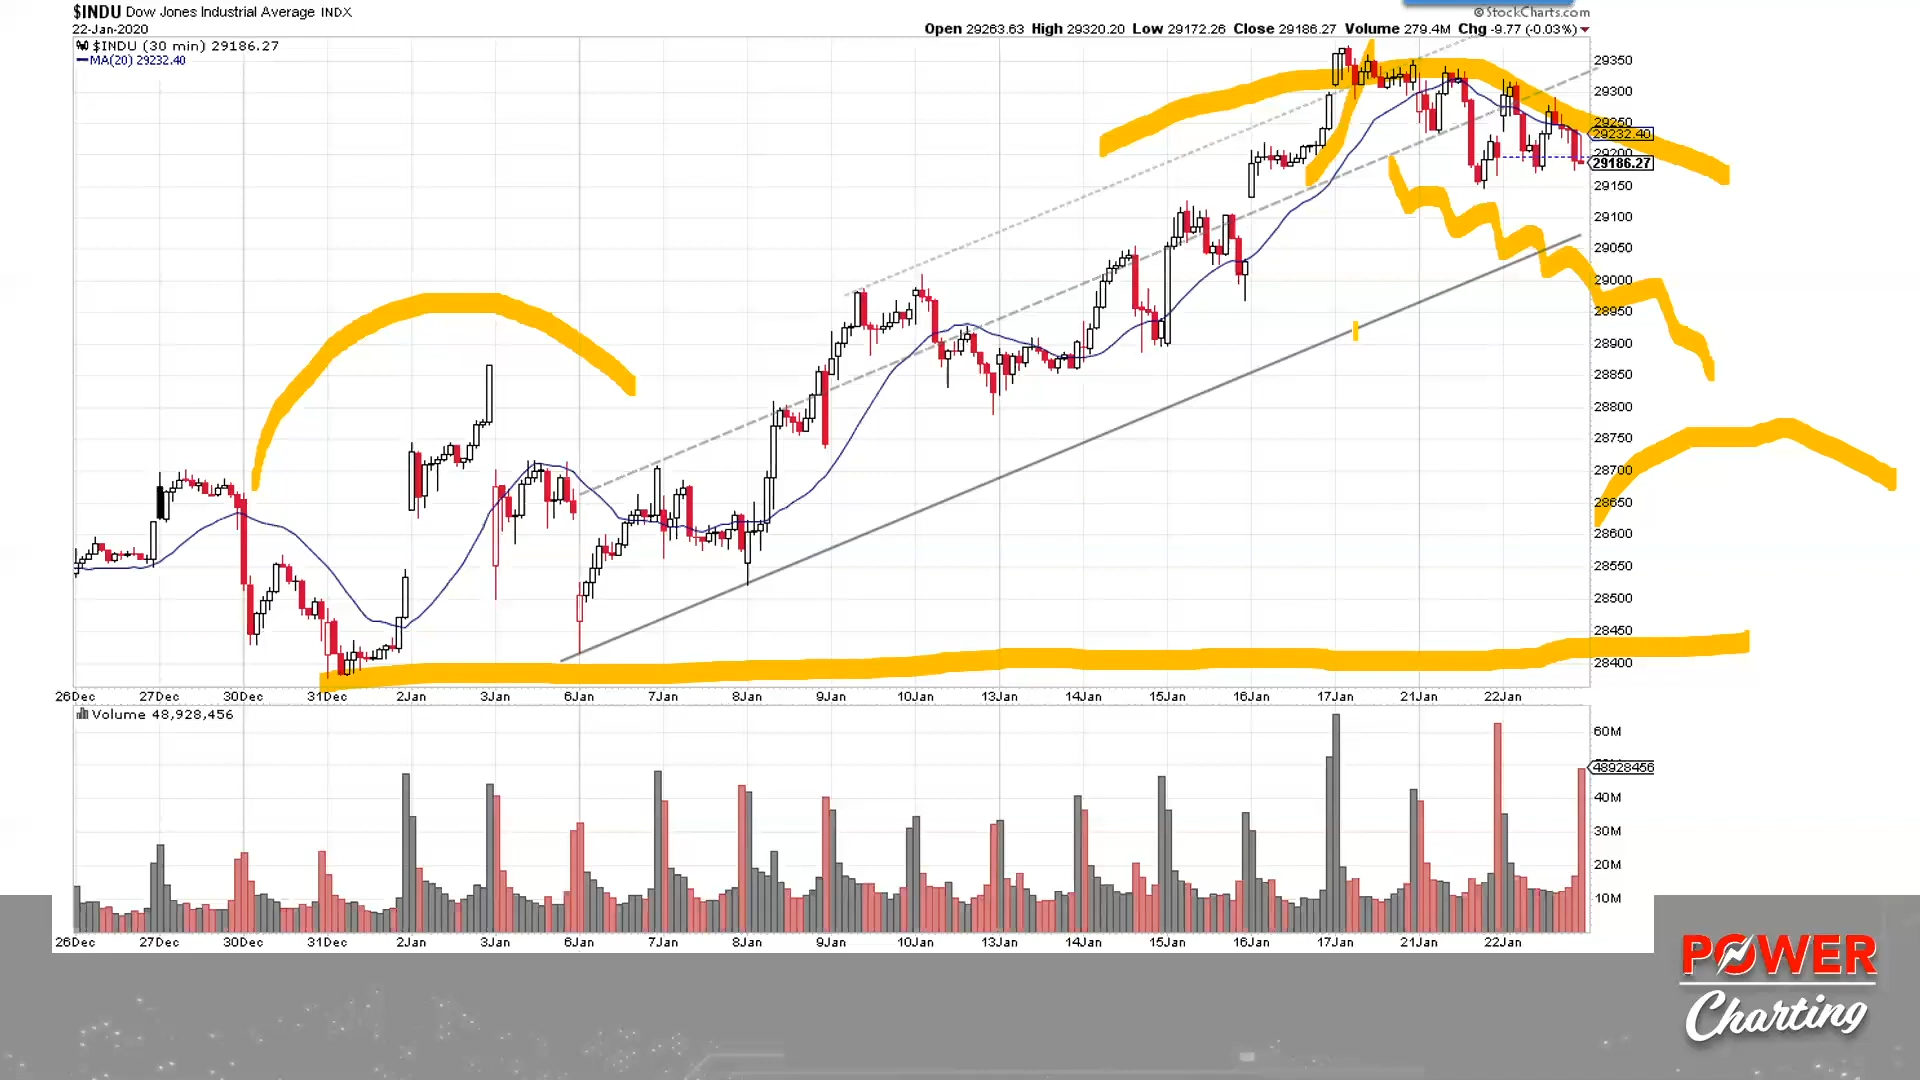 $INDU Dow Jones Industrial Average INDX
©StockCharts.com
22-Jan-2020
Open 29263.63 High 29320.20 Low 29172.26 Close 29186.27 Volume 279.4M Chg -9.77 (-0.03%)
$INDU (30 min) 29186.27
MA(20) 29232.40
29350
29300
29250
29232.40
29200
29186.27
29150
29100
29050
29000
28950
28900
28850
28800
28750
28700
28650
28600
28550
28500
28450
28400
26Dec 27Dec 30Dec 31Dec 2Jan 3Jan 6Jan 7Jan 8Jan 9Jan 10Jan 13Jan 14Jan 15Jan 16Jan 17Jan 21Jan 22Jan
Volume 48,928,456
60M
48928456
40M
30M
20M
10M
26Dec 27Dec 30Dec 31Dec 2Jan 3Jan 6Jan 7Jan 8Jan 9Jan 10Jan 13Jan 14Jan 15Jan 16Jan 17Jan 21Jan 22Jan
POWER
Charting